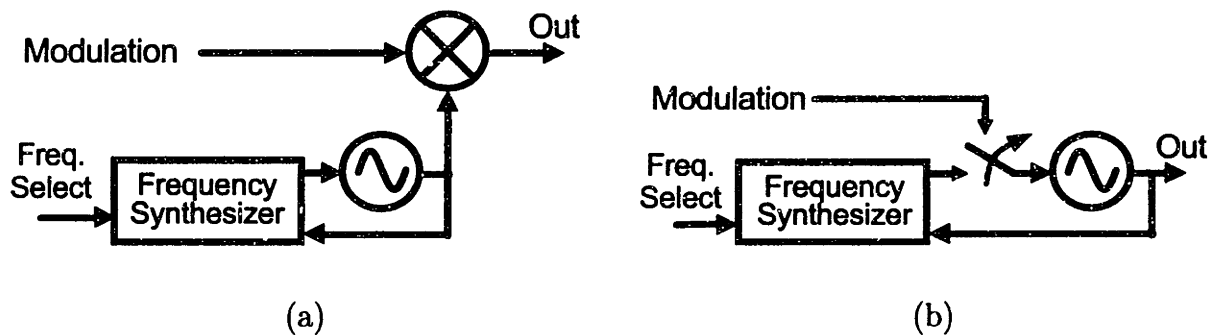 Modulation
Out
Freq.
Select
Frequency
Synthesizer
(a)
Modulation
Out
Freq.
Select
Frequency
Synthesizer
(b)